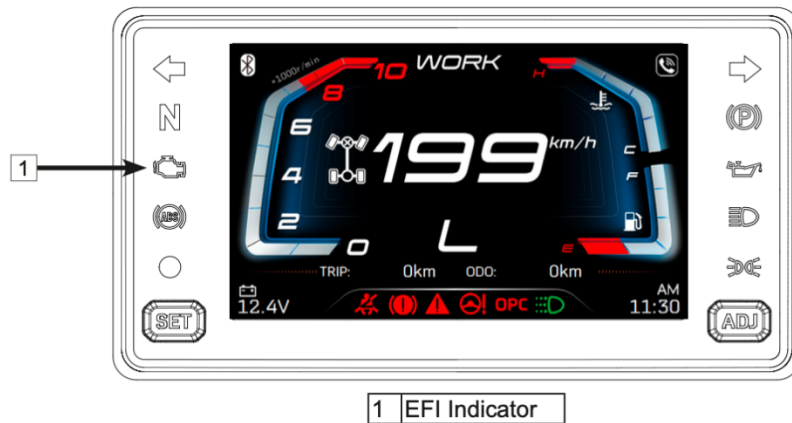 ×1000r/min
10
WORK
H
8
6
199
km/h
C
4
F
2
0
L
E
TRIP: 0km ODO: 0km
12.4V
OPC
AM
11:30
N
1
ABS
SET
P
ADJ
1 EFI Indicator